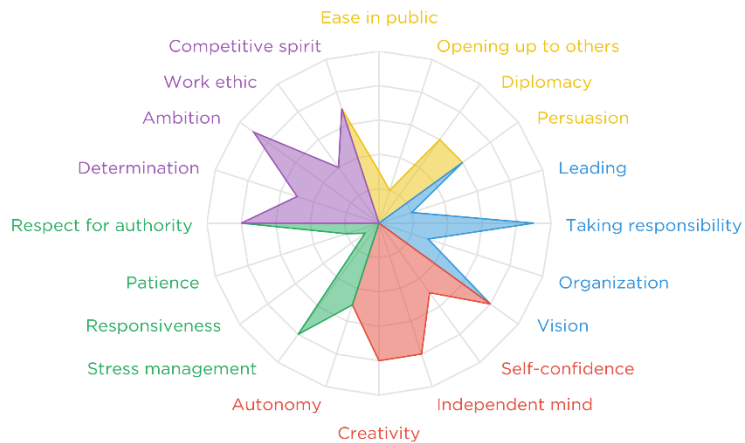 Ease in public
Competitive spirit
Opening up to others
Work ethic
Diplomacy
Ambition
Persuasion
Determination
Leading
Respect for authority
Taking responsibility
Patience
Organization
Responsiveness
Vision
Stress management
Self-confidence
Autonomy
Independent mind
Creativity